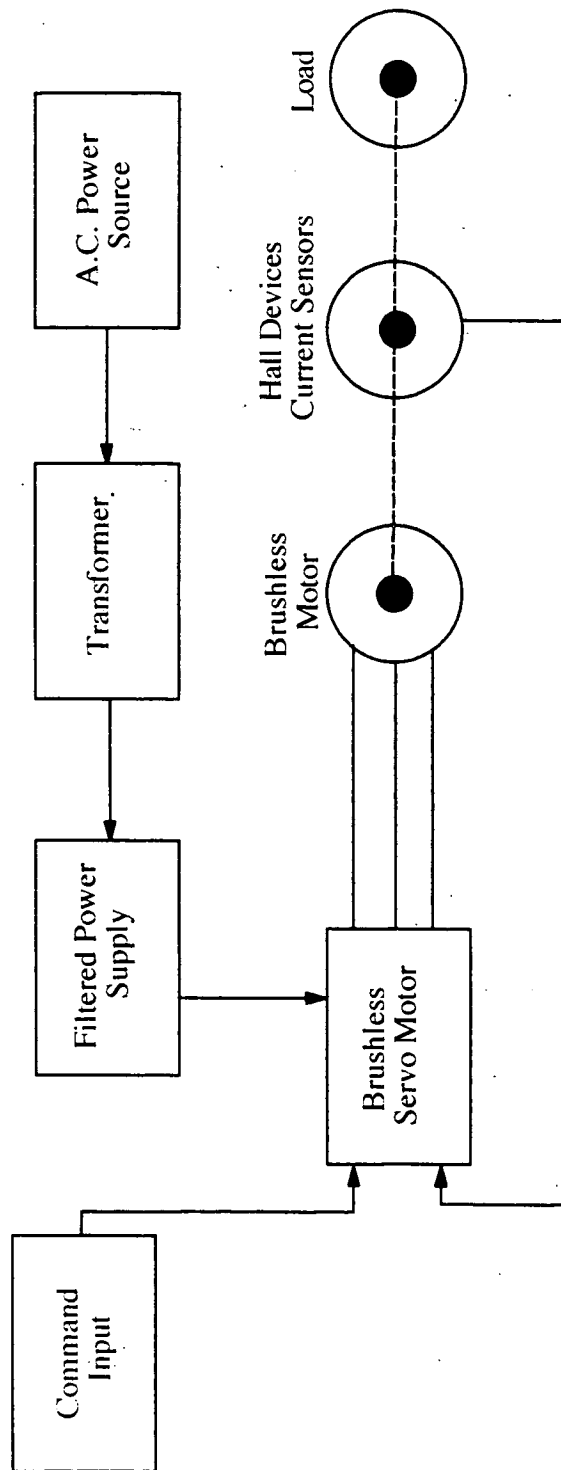 Command
Input
Filtered Power
Supply
Transformer
A.C. Power
Source
Brushless
Servo Motor
Brushless
Motor
Hall Devices
Current Sensors
Load